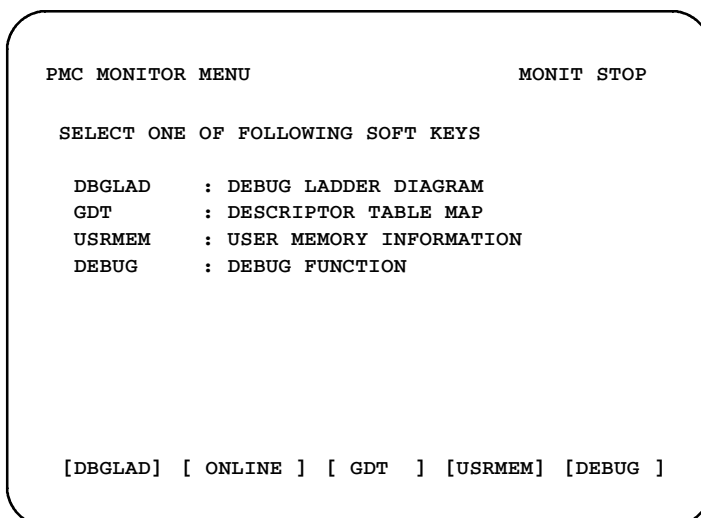 PMC MONITOR MENU MONIT STOP
SELECT ONE OF FOLLOWING SOFT KEYS
DBGLAD : DEBUG LADDER DIAGRAM
GDT : DESCRIPTOR TABLE MAP
USRMEM : USER MEMORY INFORMATION
DEBUG : DEBUG FUNCTION
[DBGLAD] [ ONLINE ] [ GDT ] [USRMEM] [DEBUG ]